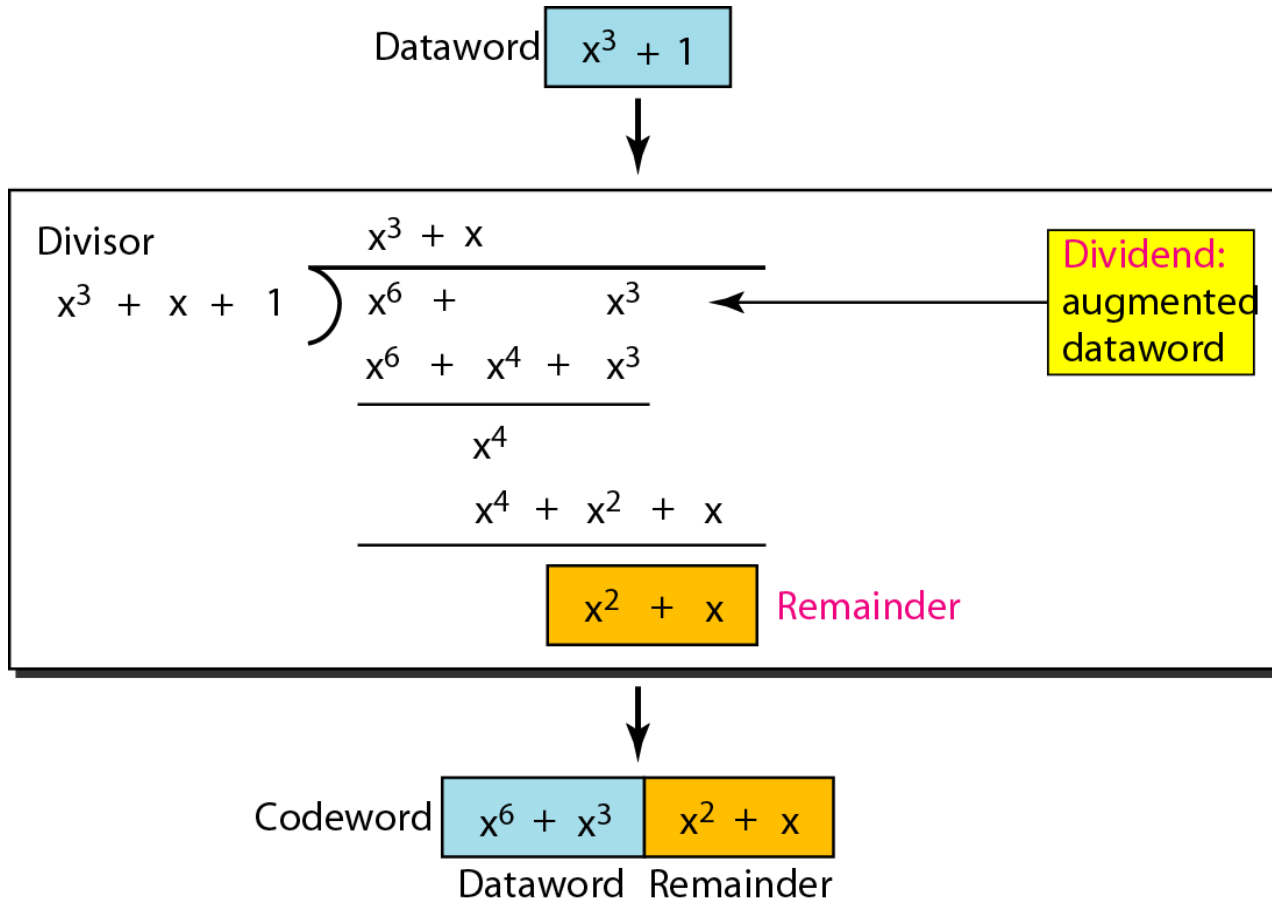 Dataword x³ + 1
Divisor
x³ + x
x³ + x + 1
x⁶ + x³
Dividend:
augmented
dataword
x⁶ + x⁴ + x³
x⁴
x⁴ + x² + x
x² + x Remainder
Codeword x⁶ + x³ x² + x
Dataword Remainder